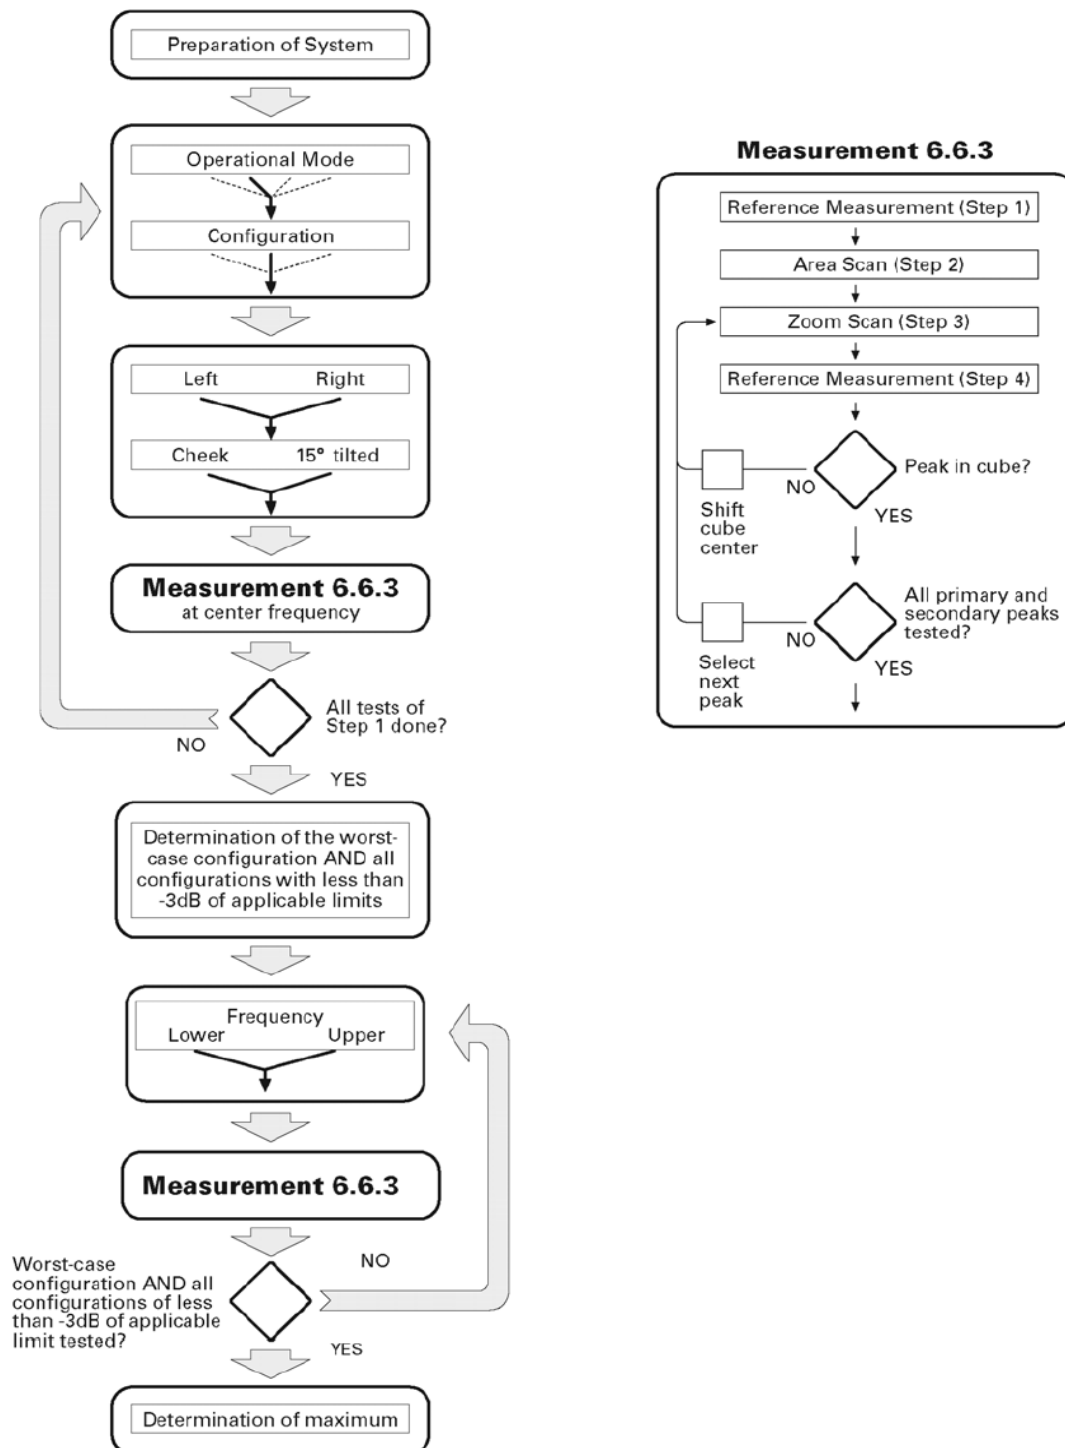 Preparation of System
Operational Mode
Configuration
Left Right
Cheek 15° tilted
Measurement 6.6.3
at center frequency
All tests of
Step 1 done?
NO
YES
Determination of the worst-
case configuration AND all
configurations with less than
-3dB of applicable limits
Frequency
Lower Upper
Measurement 6.6.3
Worst-case
configuration AND all
configurations of less
than -3dB of applicable
limit tested?
NO
YES
Determination of maximum
Measurement 6.6.3
Reference Measurement (Step 1)
Area Scan (Step 2)
Zoom Scan (Step 3)
Reference Measurement (Step 4)
Peak in cube?
NO
YES
Shift
cube
center
All primary and
secondary peaks
tested?
NO
YES
Select
next
peak